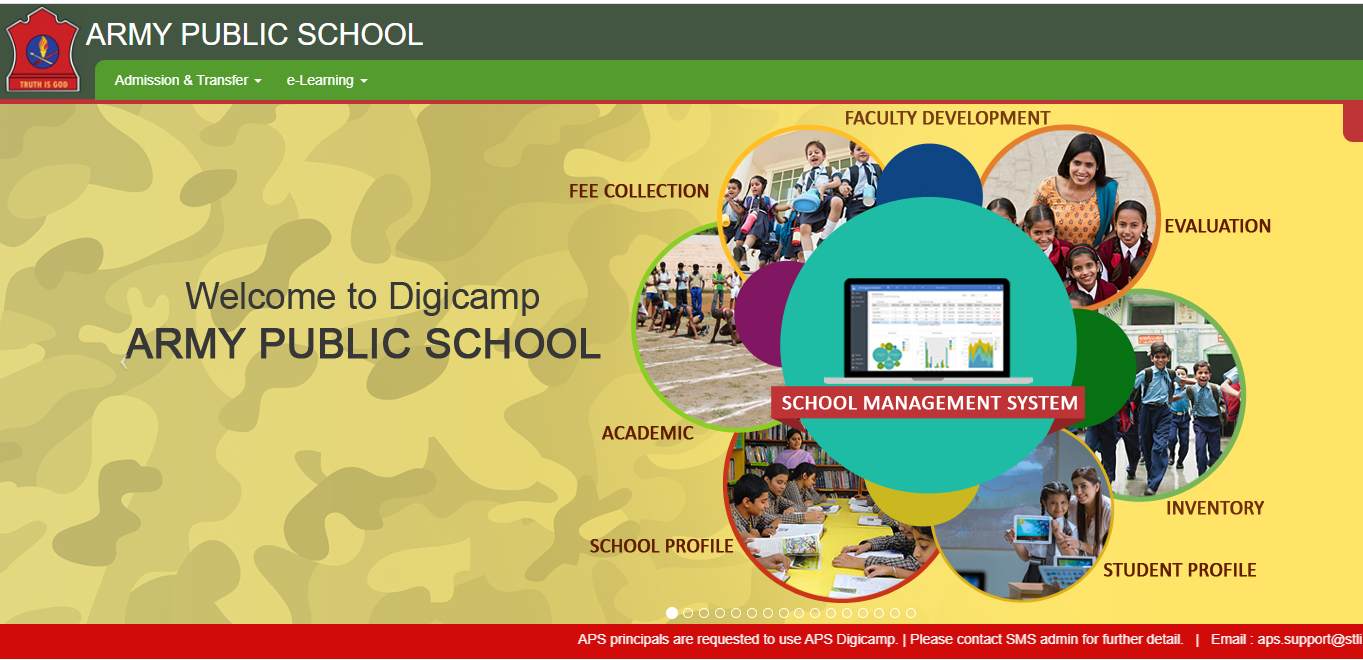 ARMY PUBLIC SCHOOL
TRUTH IS GOD
Admission & Transfer
e-Learning
FACULTY DEVELOPMENT
FEE COLLECTION
EVALUATION
Welcome to Digicamp
ARMY PUBLIC SCHOOL
SCHOOL MANAGEMENT SYSTEM
ACADEMIC
INVENTORY
SCHOOL PROFILE
STUDENT PROFILE
APS principals are requested to use APS Digicamp. | Please contact SMS admin for further detail. | Email : aps.support@stli